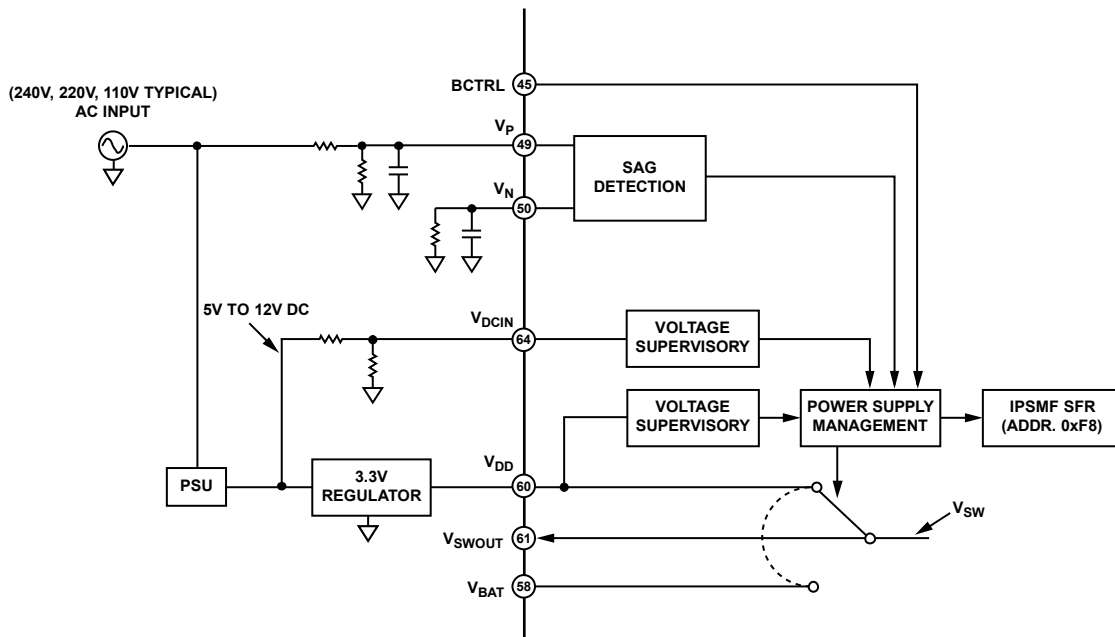 (240V, 220V, 110V TYPICAL)
AC INPUT
BCTRL
45
VP
49
SAG
DETECTION
VN
50
5V TO 12V DC
VDCIN
64
VOLTAGE
SUPERVISORY
VOLTAGE
SUPERVISORY
POWER SUPPLY
MANAGEMENT
IPSMF SFR
(ADDR. 0xF8)
VDD
60
PSU
3.3V
REGULATOR
VSW
VSWOUT
61
VBAT
58